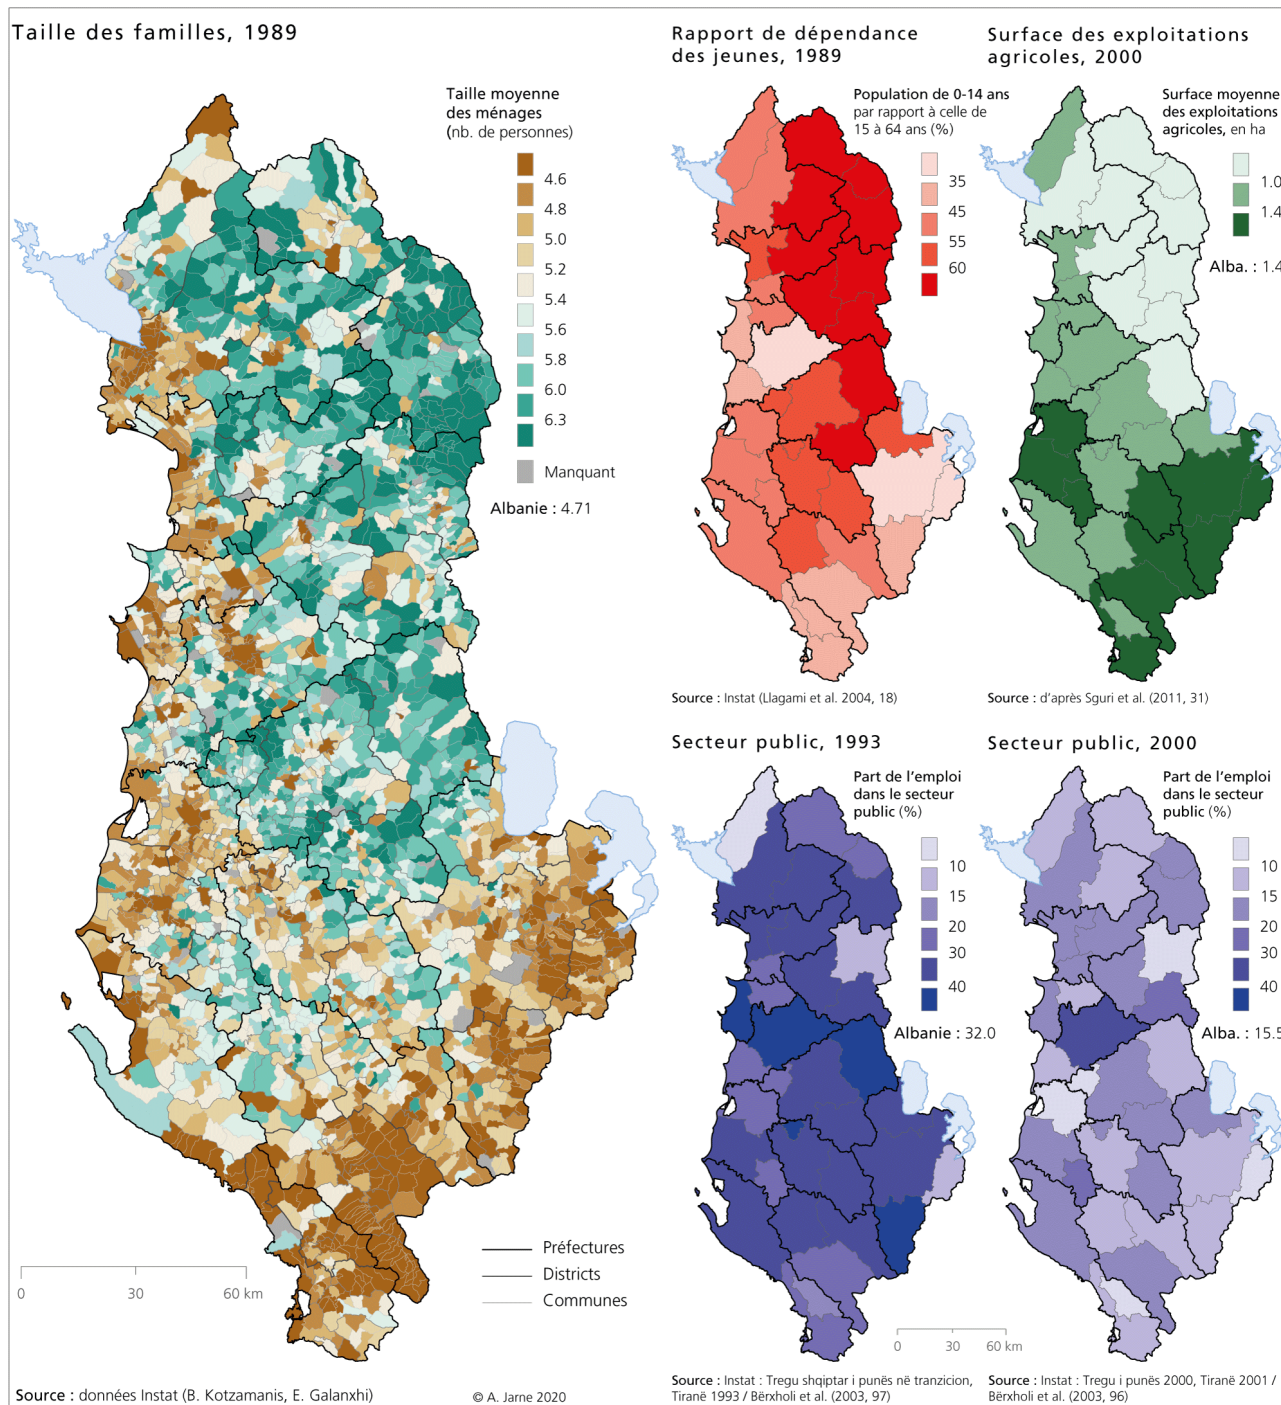 Taille des familles, 1989
Taille moyenne
des ménages
(nb. de personnes)
4.6
4.8
5.0
5.2
5.4
5.6
5.8
6.0
6.3
Manquant
Albanie : 4.71
Préfectures
Districts
Communes
0 30 60 km
Source : données Instat (B. Kotzamanis, E. Galanxhi)
© A. Jarne 2020
Rapport de dépendance
des jeunes, 1989
Population de 0-14 ans
par rapport à celle de
15 à 64 ans (%)
35
45
55
60
Source : Instat (Llagami et al. 2004, 18)
Surface des exploitations
agricoles, 2000
Surface moyenne
des exploitations
agricoles, en ha
1.0
1.4
Alba. : 1.4
Source : d'après Sguri et al. (2011, 31)
Secteur public, 1993
Part de l'emploi
dans le secteur
public (%)
10
15
20
30
40
Albanie : 32.0
0 30 60 km
Source : Instat : Tregu shqiptar i punës në tranzicion,
Tiranë 1993 / Bërxholi et al. (2003, 97)
Secteur public, 2000
Part de l'emploi
dans le secteur
public (%)
10
15
20
30
40
Alba. : 15.5
Source : Instat : Tregu i punës 2000, Tiranë 2001 /
Bërxholi et al. (2003, 96)